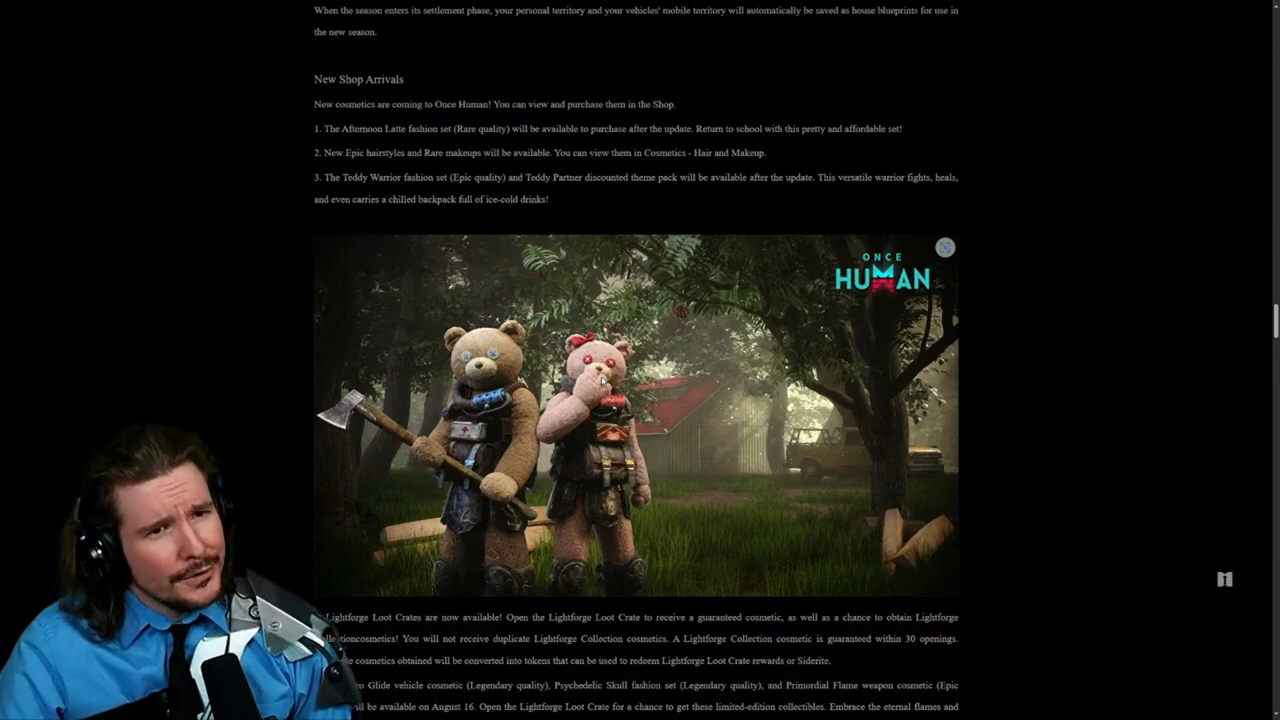 When the season enters its settlement phase, your personal territory and your vehicles' mobile territory will automatically be saved as house blueprints for use in
the new season.
New Shop Arrivals
New cosmetics are coming to Once Human! You can view and purchase them in the Shop.
1. The Afternoon Latte fashion set (Rare quality) will be available to purchase after the update. Return to school with this pretty and affordable set!
2. New Epic hairstyles and Rare makeups will be available. You can view them in Cosmetics - Hair and Makeup.
3. The Teddy Warrior fashion set (Epic quality) and Teddy Partner discounted theme pack will be available after the update. This versatile warrior fights, heals,
and even carries a chilled backpack full of ice-cold drinks!
ONCE
HUMAN
Lightforge Loot Crates are now available! Open the Lightforge Loot Crate to receive a guaranteed cosmetic, as well as a chance to obtain Lightforge
cosmetics! You will not receive duplicate Lightforge Collection cosmetics. A Lightforge Collection cosmetic is guaranteed within 30 openings.
cosmetics obtained will be converted into tokens that can be used to redeem Lightforge Loot Crate rewards or Siderite.
Glide vehicle cosmetic (Legendary quality), Psychedelic Skull fashion set (Legendary quality), and Primordial Flame weapon cosmetic (Epic
be available on August 16. Open the Lightforge Loot Crate for a chance to get these limited-edition collectibles. Embrace the eternal flames and